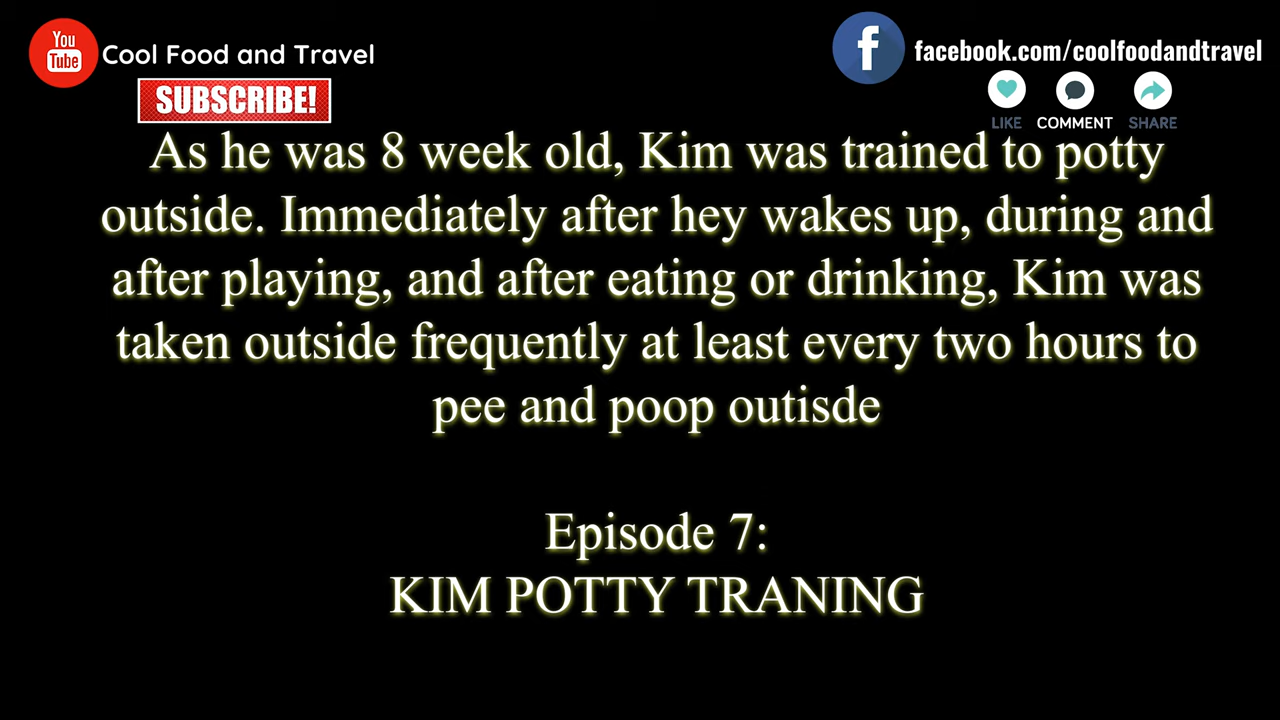 You
Tube
Cool Food and Travel
SUBSCRIBE!
f
facebook.com/coolfoodandtravel
LIKE COMMENT SHARE
As he was 8 week old, Kim was trained to potty
outside. Immediately after hey wakes up, during and
after playing, and after eating or drinking, Kim was
taken outside frequently at least every two hours to
pee and poop outisde
Episode 7:
KIM POTTY TRANING